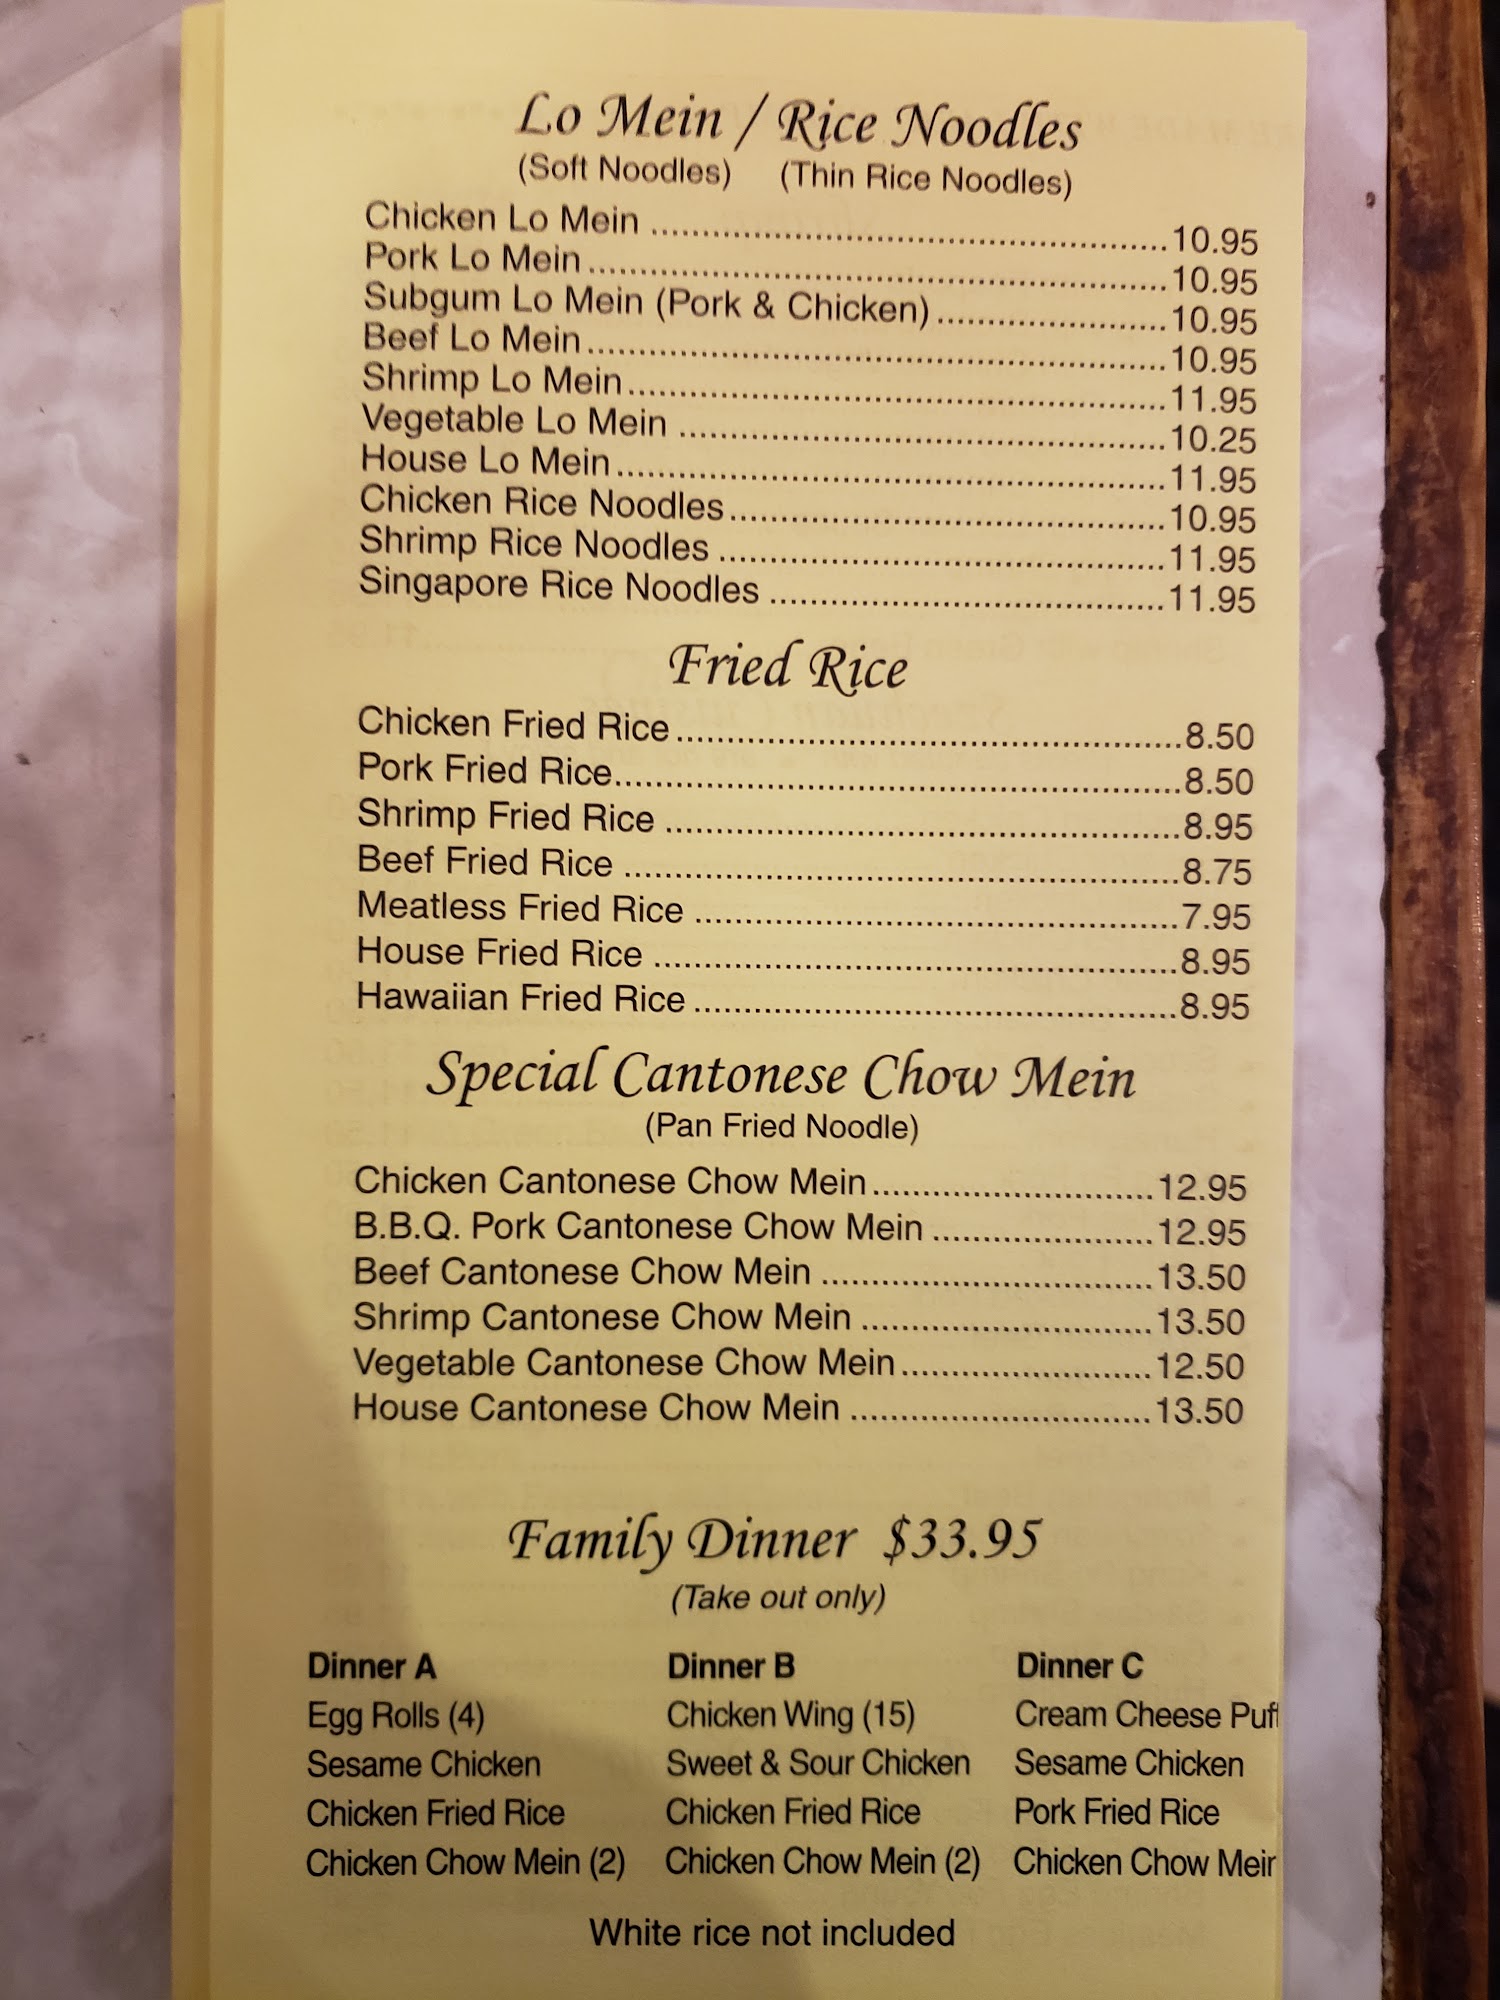 Lo Mein / Rice Noodles
(Soft Noodles) (Thin Rice Noodles)
Chicken Lo Mein 10.95
Pork Lo Mein 10.95
Subgum Lo Mein (Pork & Chicken) 10.95
Beef Lo Mein 10.95
Shrimp Lo Mein 11.95
Vegetable Lo Mein 10.25
House Lo Mein 11.95
Chicken Rice Noodles 10.95
Shrimp Rice Noodles 11.95
Singapore Rice Noodles 11.95
Fried Rice
Chicken Fried Rice 8.50
Pork Fried Rice 8.50
Shrimp Fried Rice 8.95
Beef Fried Rice 8.75
Meatless Fried Rice 7.95
House Fried Rice 8.95
Hawaiian Fried Rice 8.95
Special Cantonese Chow Mein
(Pan Fried Noodle)
Chicken Cantonese Chow Mein 12.95
B.B.Q. Pork Cantonese Chow Mein 12.95
Beef Cantonese Chow Mein 13.50
Shrimp Cantonese Chow Mein 13.50
Vegetable Cantonese Chow Mein 12.50
House Cantonese Chow Mein 13.50
Family Dinner $33.95
(Take out only)
Dinner A
Egg Rolls (4)
Sesame Chicken
Chicken Fried Rice
Chicken Chow Mein (2)
Dinner B
Chicken Wing (15)
Sweet & Sour Chicken
Chicken Fried Rice
Chicken Chow Mein (2)
Dinner C
Cream Cheese Puf
Sesame Chicken
Pork Fried Rice
Chicken Chow Mein
White rice not included